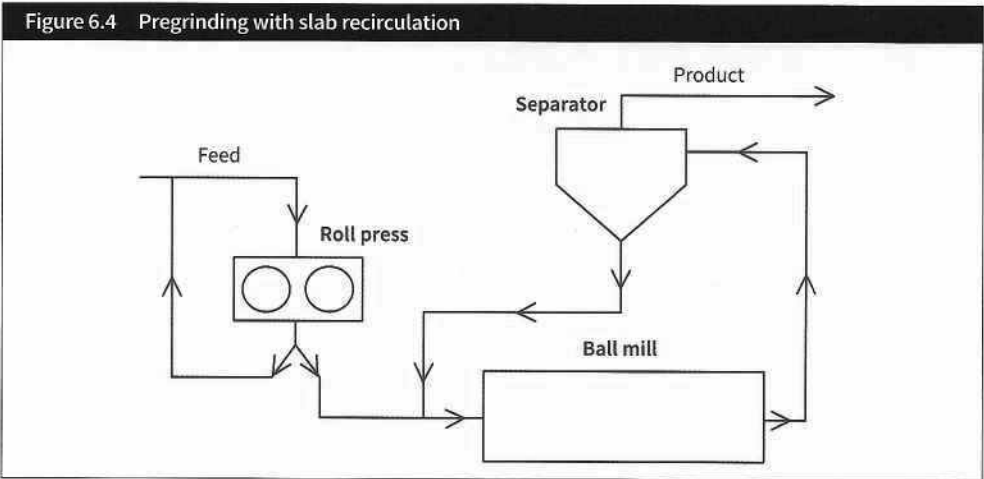 Figure 6.4 Pregrinding with slab recirculation
Product
Separator
Feed
Roll press
Ball mill